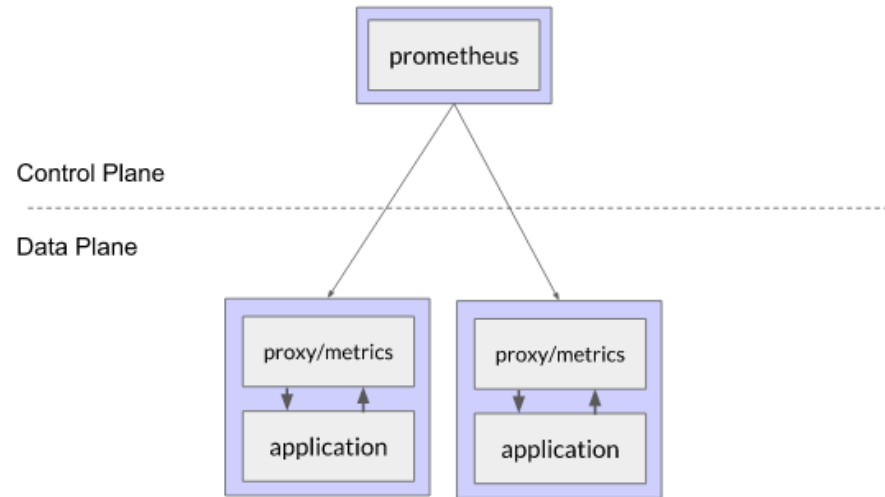 prometheus
Control Plane
Data Plane
proxy/metrics
proxy/metrics
application
application